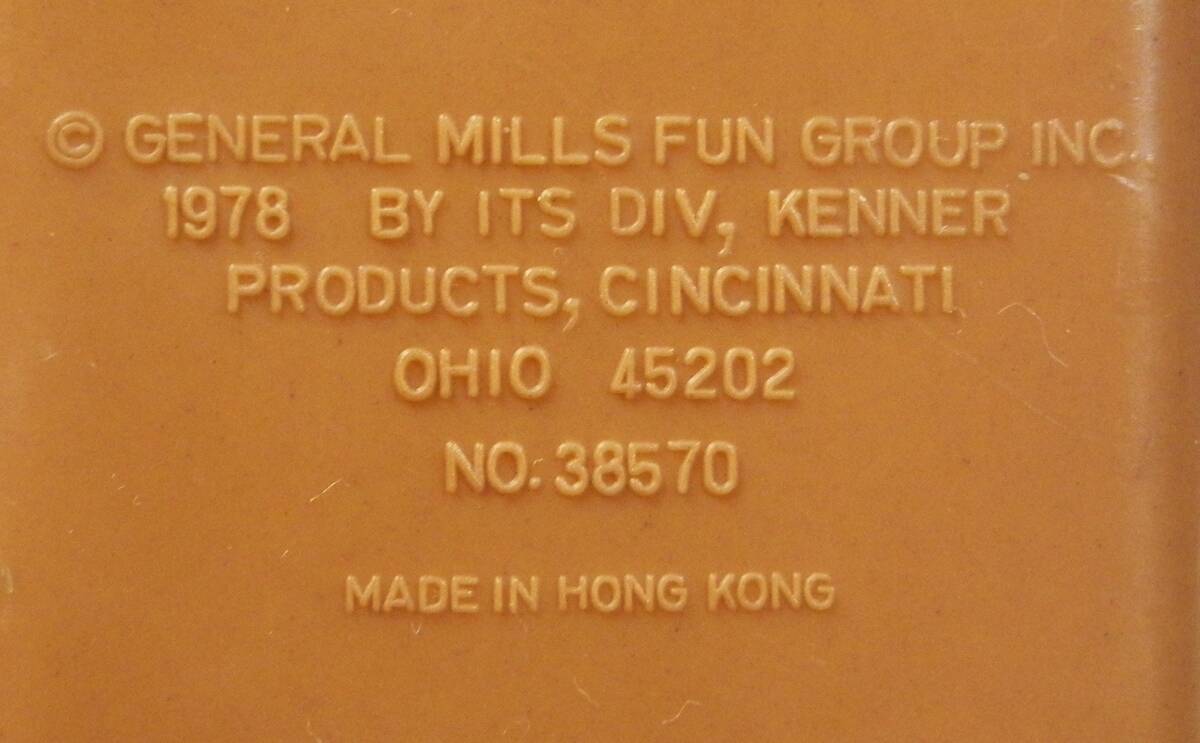 © GENERAL MILLS FUN GROUP INC.
1978 BY ITS DIV, KENNER
PRODUCTS, CINCINNATI
OHIO 45202
NO. 38570
MADE IN HONG KONG